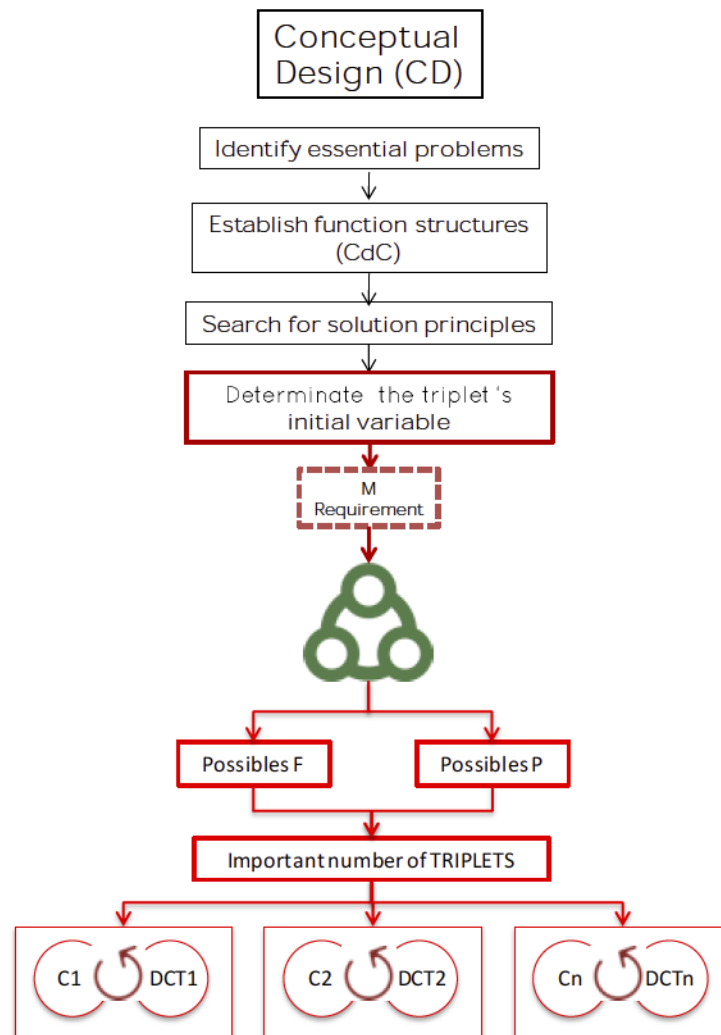 Conceptual
Design (CD)
Identify essential problems
Establish function structures
(CdC)
Search for solution principles
Determinate the triplet ‘s
initial variable
M
Requirement
Possibles F
Possibles P
Important number of TRIPLETS
C1
DCT1
C2
DCT2
Cn
DCTn